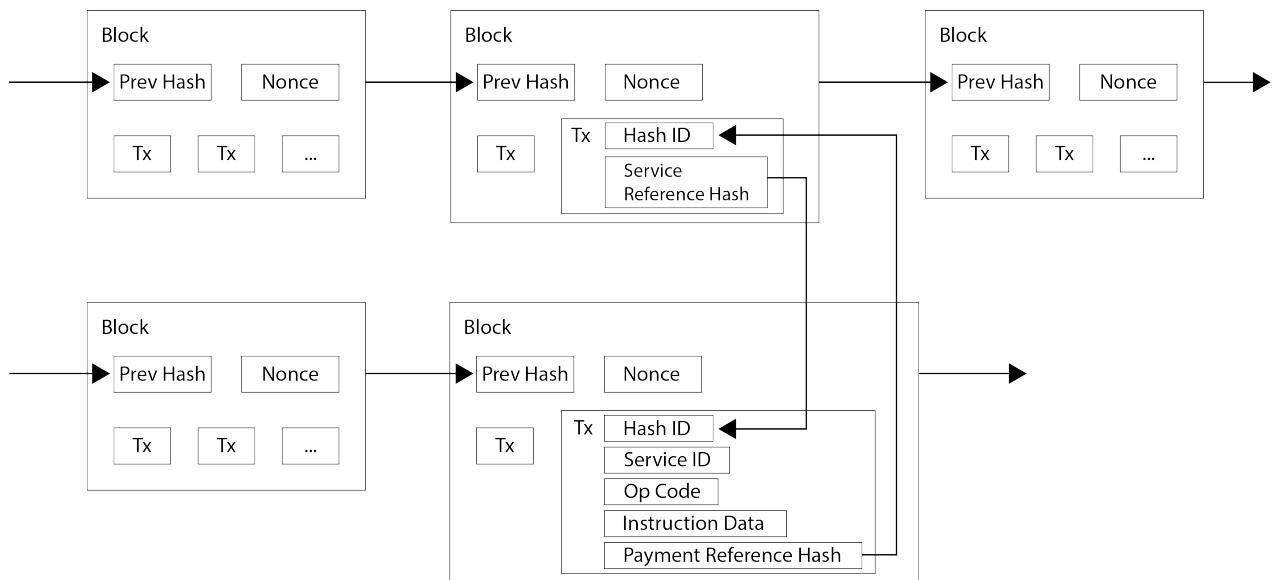 Block
Prev Hash
Nonce
Tx
Tx
...
Block
Prev Hash
Nonce
Tx
Tx
Hash ID
Service
Reference Hash
Block
Prev Hash
Nonce
Tx
Tx
...
Block
Prev Hash
Nonce
Tx
Tx
...
Block
Prev Hash
Nonce
Tx
Tx
Hash ID
Service ID
Op Code
Instruction Data
Payment Reference Hash